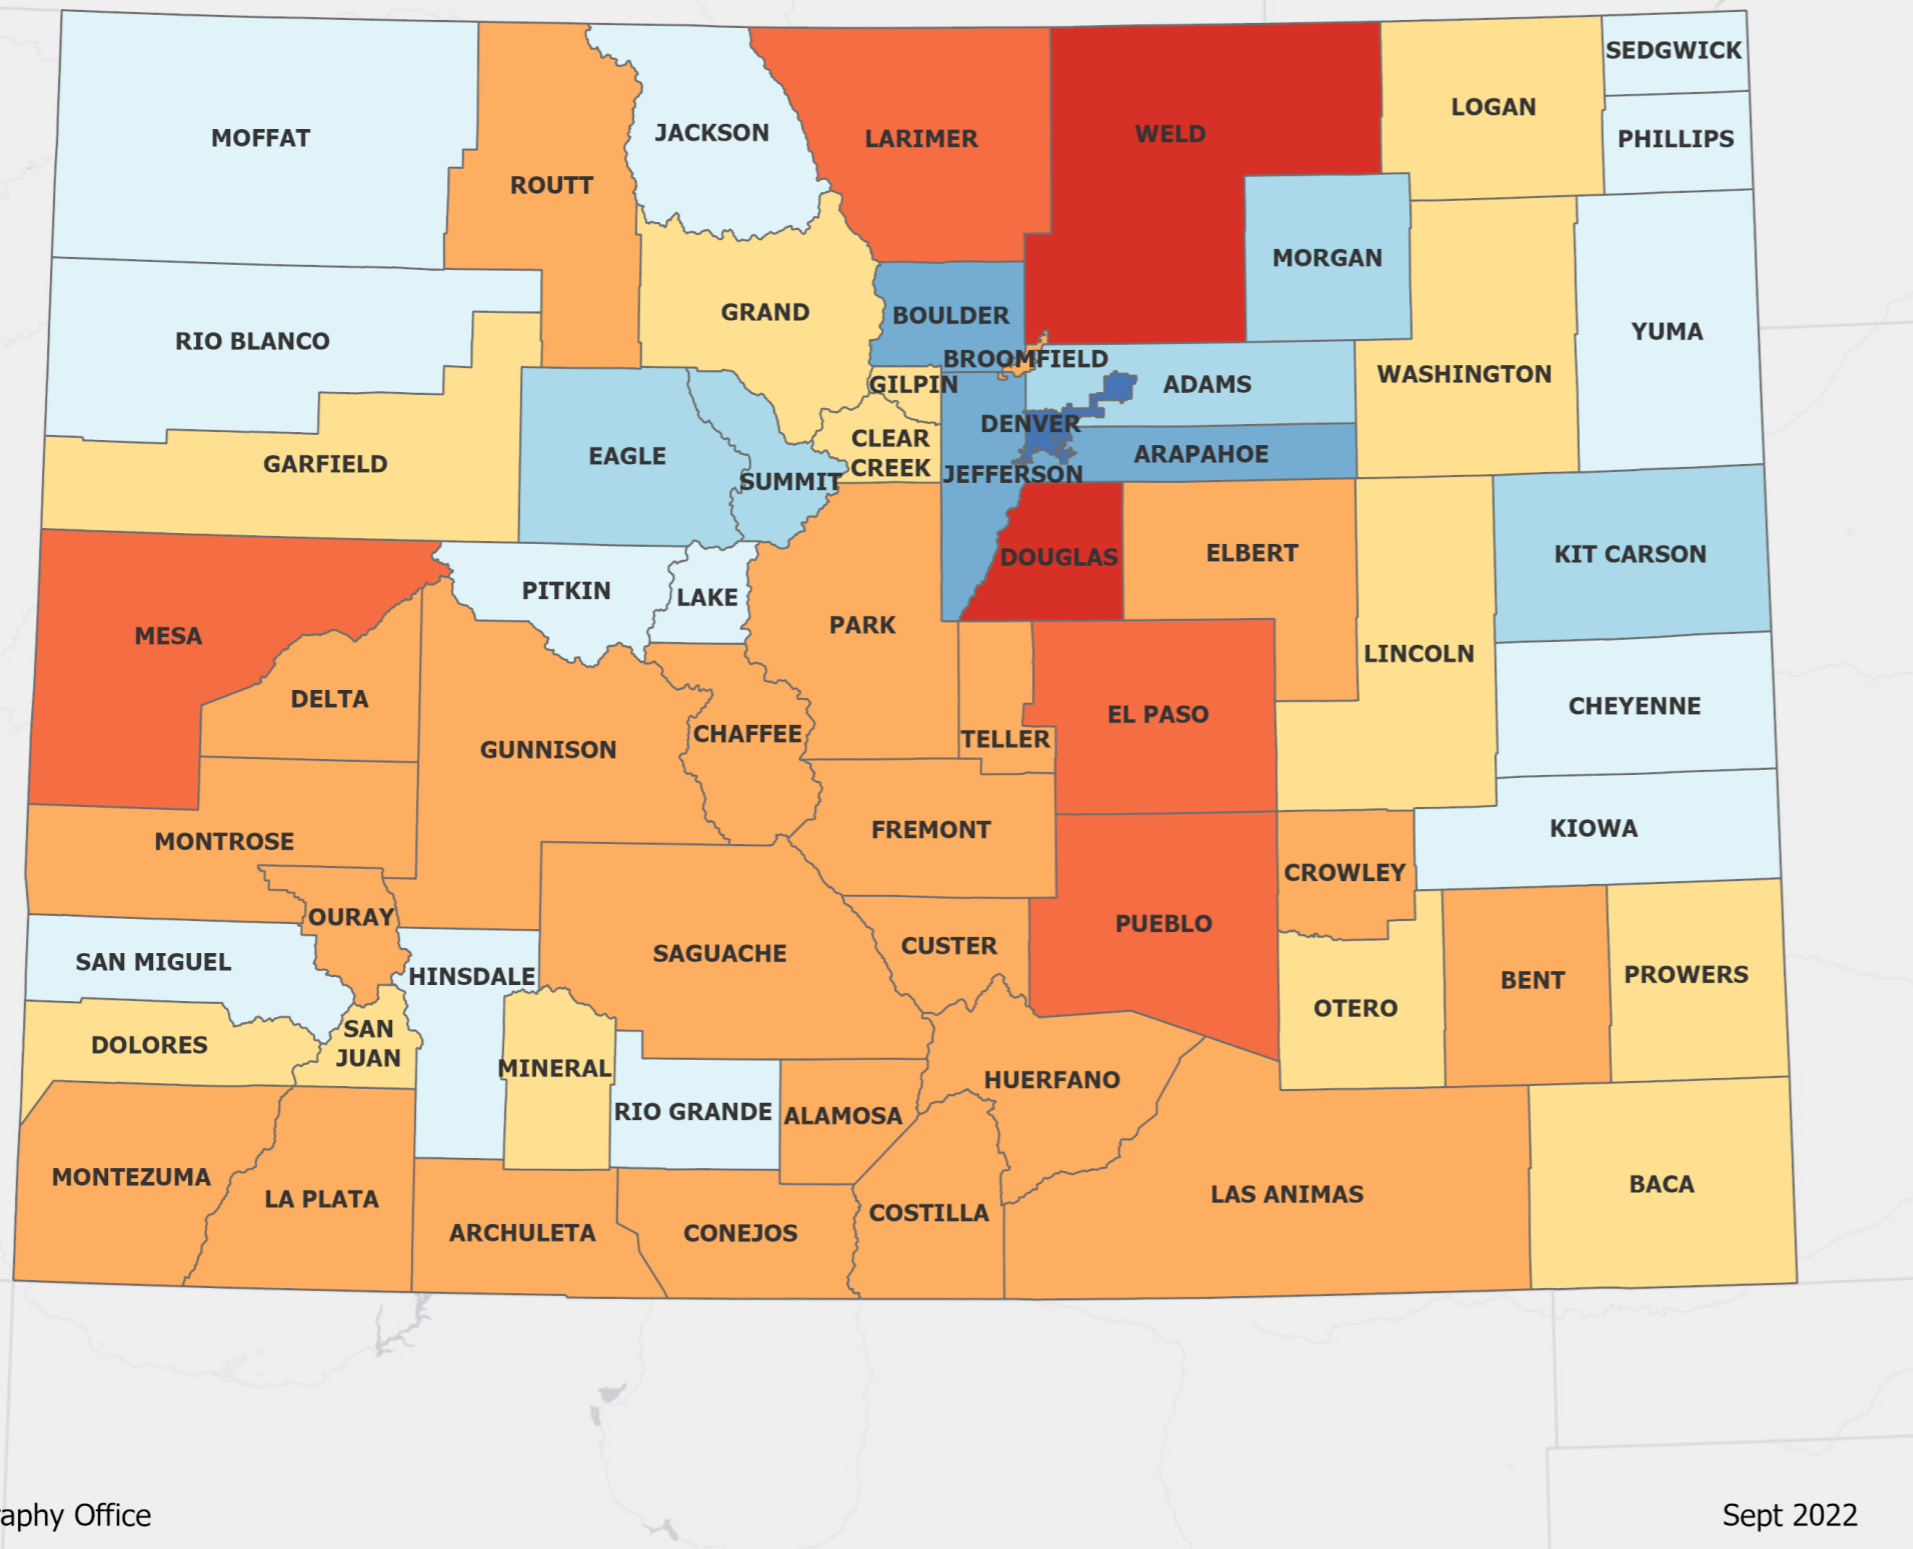 SEDGWICK
LOGAN
JACKSON
WELD
MOFFAT
LARIMER
PHILLIPS
ROUTT
MORGAN
GRAND
BOULDER
YUMA
RIO BLANCO
BROOMFIELD
WASHINGTON
GILPIN
ADAMS
DENVER
CLEAR
CREEK
EAGLE
ARAPAHOE
GARFIELD
JEFFERSON
SUMMIT
DOUGLAS
ELBERT
KIT CARSON
PITKIN
LAKE
PARK
MESA
LINCOLN
DELTA
CHEYENNE
EL PASO
CHAFFEE
TELLER
GUNNISON
KIOWA
FREMONT
MONTROSE
CROWLEY
OURAY
PUEBLO
CUSTER
SAGUACHE
SAN MIGUEL
PROWERS
HINSDALE
BENT
OTERO
SAN
JUAN
DOLORES
MINERAL
HUERFANO
RIO GRANDE
ALAMOSA
MONTEZUMA
BACA
LAS ANIMAS
LA PLATA
COSTILLA
ARCHULETA
CONEJOS
aphy Office
Sept 2022